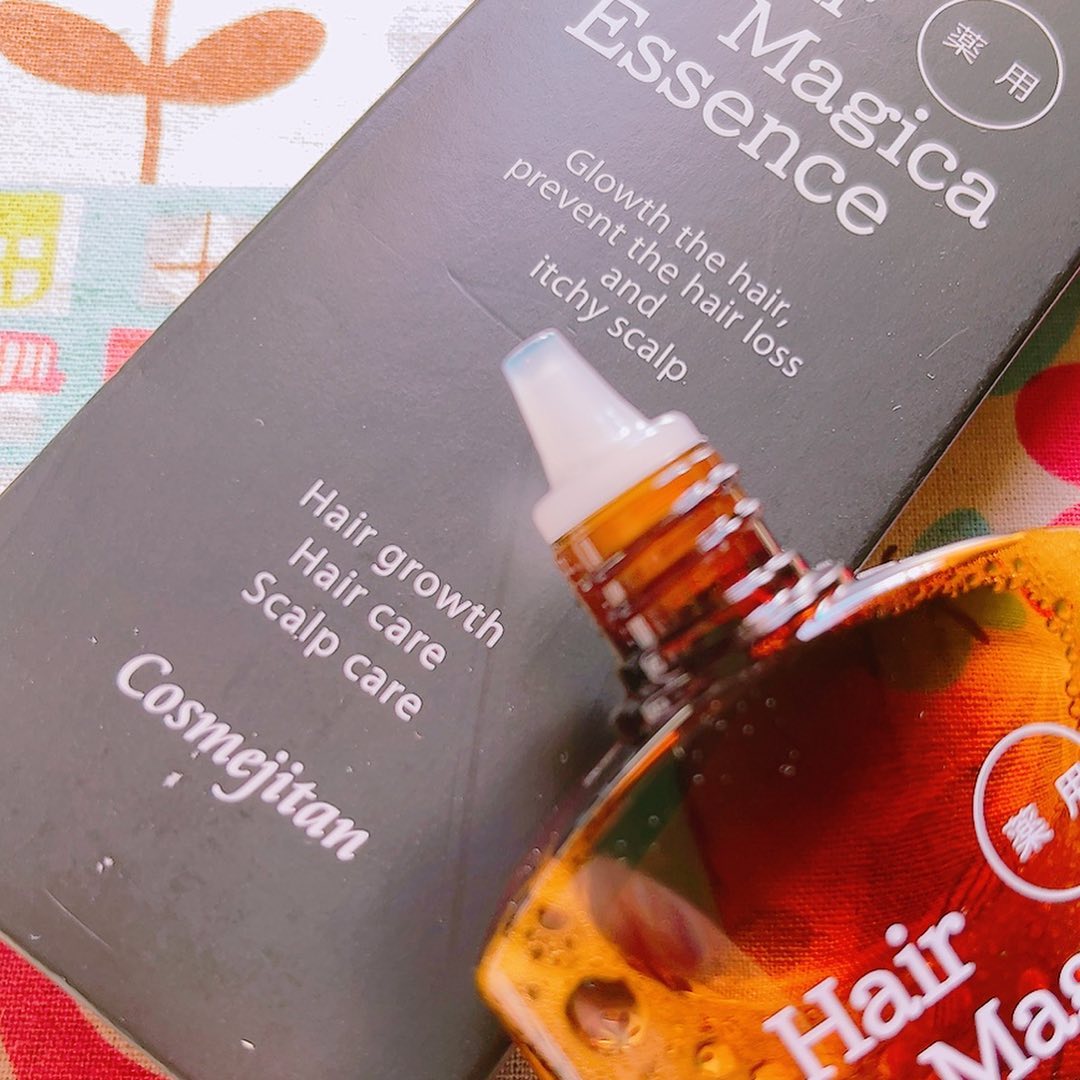 Magica
Essence
薬用
Glowth the hair,
prevent the hair loss
and
itchy scalp
Hair growth
Hair care
Scalp care
Cosmejitan
薬用
Hair